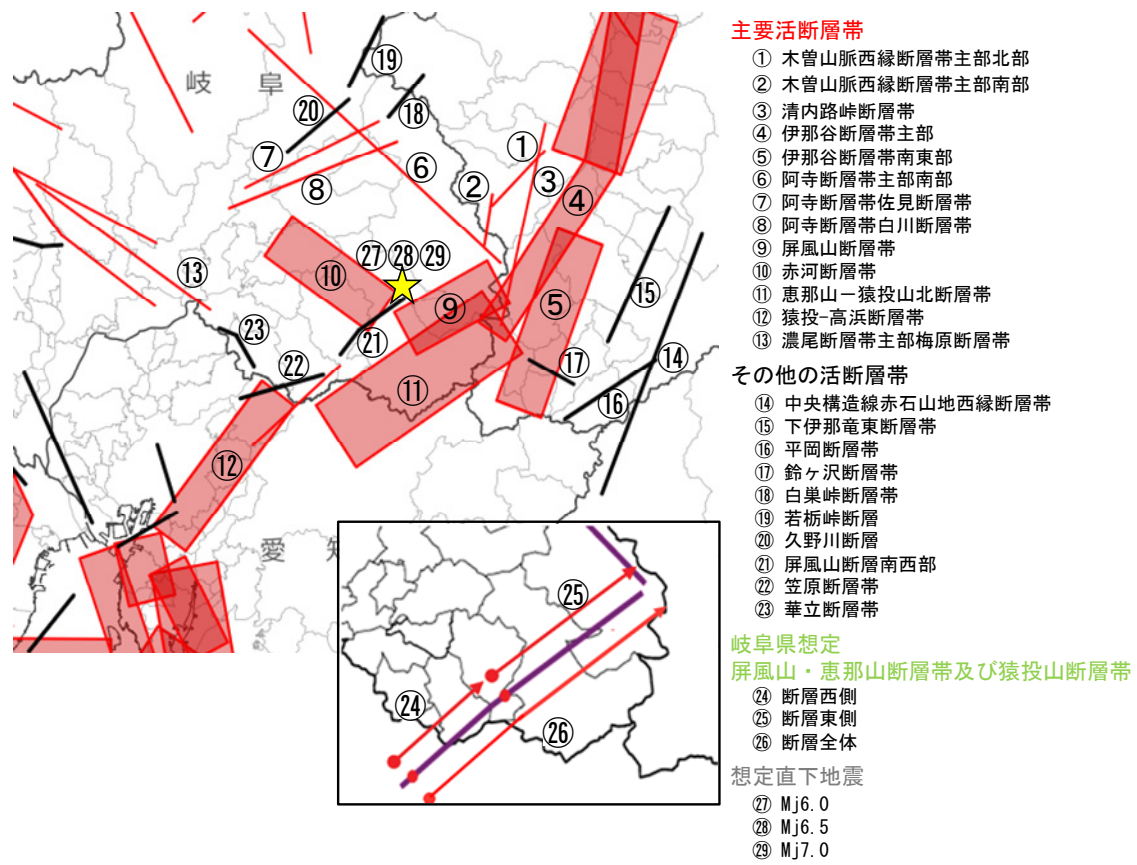 岐 阜
⑲
⑳
⑱
①
⑦
⑥
②
③
⑧
④
㉗ ㉘ ㉙
⑩
⑬
⑨
⑤
⑮
㉓
㉑
⑭
㉒
⑰
⑪
⑯
⑫
愛 知
㉕
㉔
㉖
主要活断層帯
① 木曽山脈西縁断層帯主部北部
② 木曽山脈西縁断層帯主部南部
③ 清内路峠断層帯
④ 伊那谷断層帯主部
⑤ 伊那谷断層帯南東部
⑥ 阿寺断層帯主部南部
⑦ 阿寺断層帯佐見断層帯
⑧ 阿寺断層帯白川断層帯
⑨ 屏風山断層帯
⑩ 赤河断層帯
⑪ 恵那山－猿投山北断層帯
⑫ 猿投-高浜断層帯
⑬ 濃尾断層帯主部梅原断層帯
その他の活断層帯
⑭ 中央構造線赤石山地西縁断層帯
⑮ 下伊那竜東断層帯
⑯ 平岡断層帯
⑰ 鈴ヶ沢断層帯
⑱ 白巣峠断層帯
⑲ 若栃峠断層
⑳ 久野川断層
㉑ 屏風山断層南西部
㉒ 笠原断層帯
㉓ 華立断層帯
岐阜県想定
屏風山・恵那山断層帯及び猿投山断層帯
㉔ 断層西側
㉕ 断層東側
㉖ 断層全体
想定直下地震
㉗ Mj6.0
㉘ Mj6.5
㉙ Mj7.0